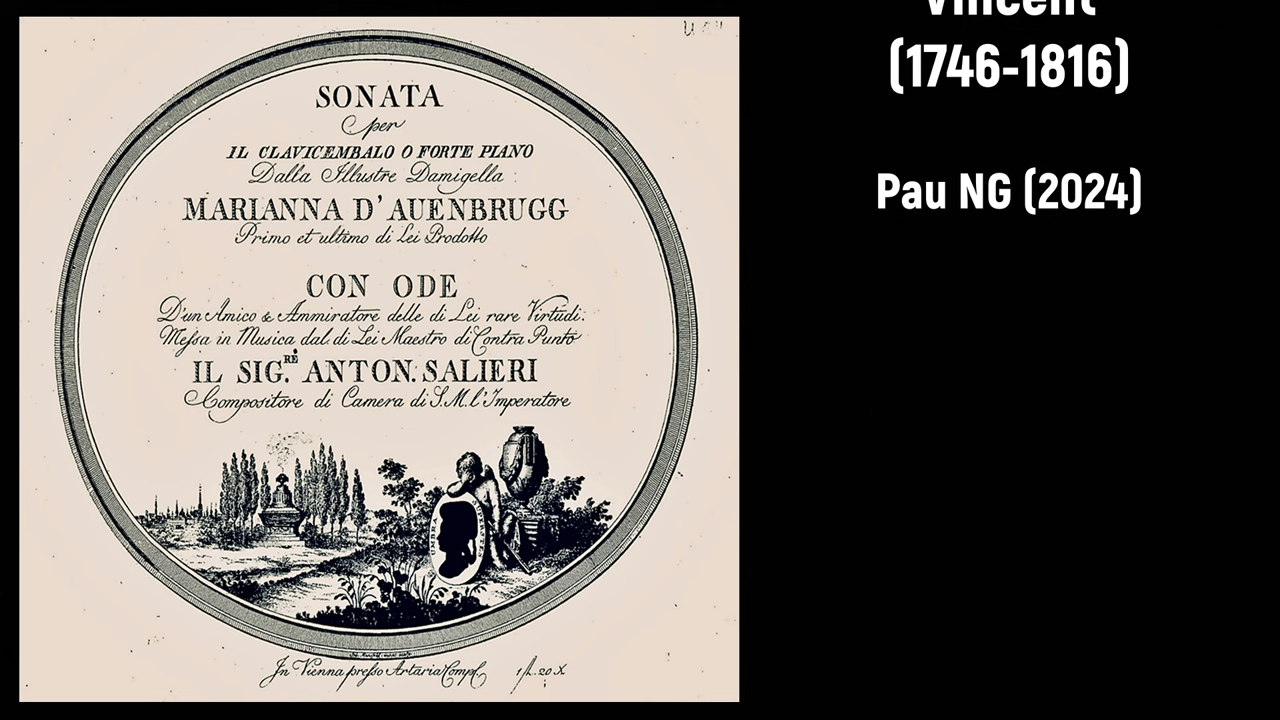 SONATA
per
IL CLAVICEMBALO O FORTE PIANO
Dalla Illustre Damigella
MARIANNA D'AUENBRUGG
Primo et ultimo di Lei Prodotto
CON ODE
D'un Amico & Ammiratore delle di Lei rare Virtudi.
Messa in Musica dal di Lei Maestro di Contra Punto
IL SIG.RE ANTON. SALIERI
Compositore di Camera di S.M. l'Imperatore
In Vienna presso Artaria Comp.
Vincent
(1746-1816)
Pau NG (2024)